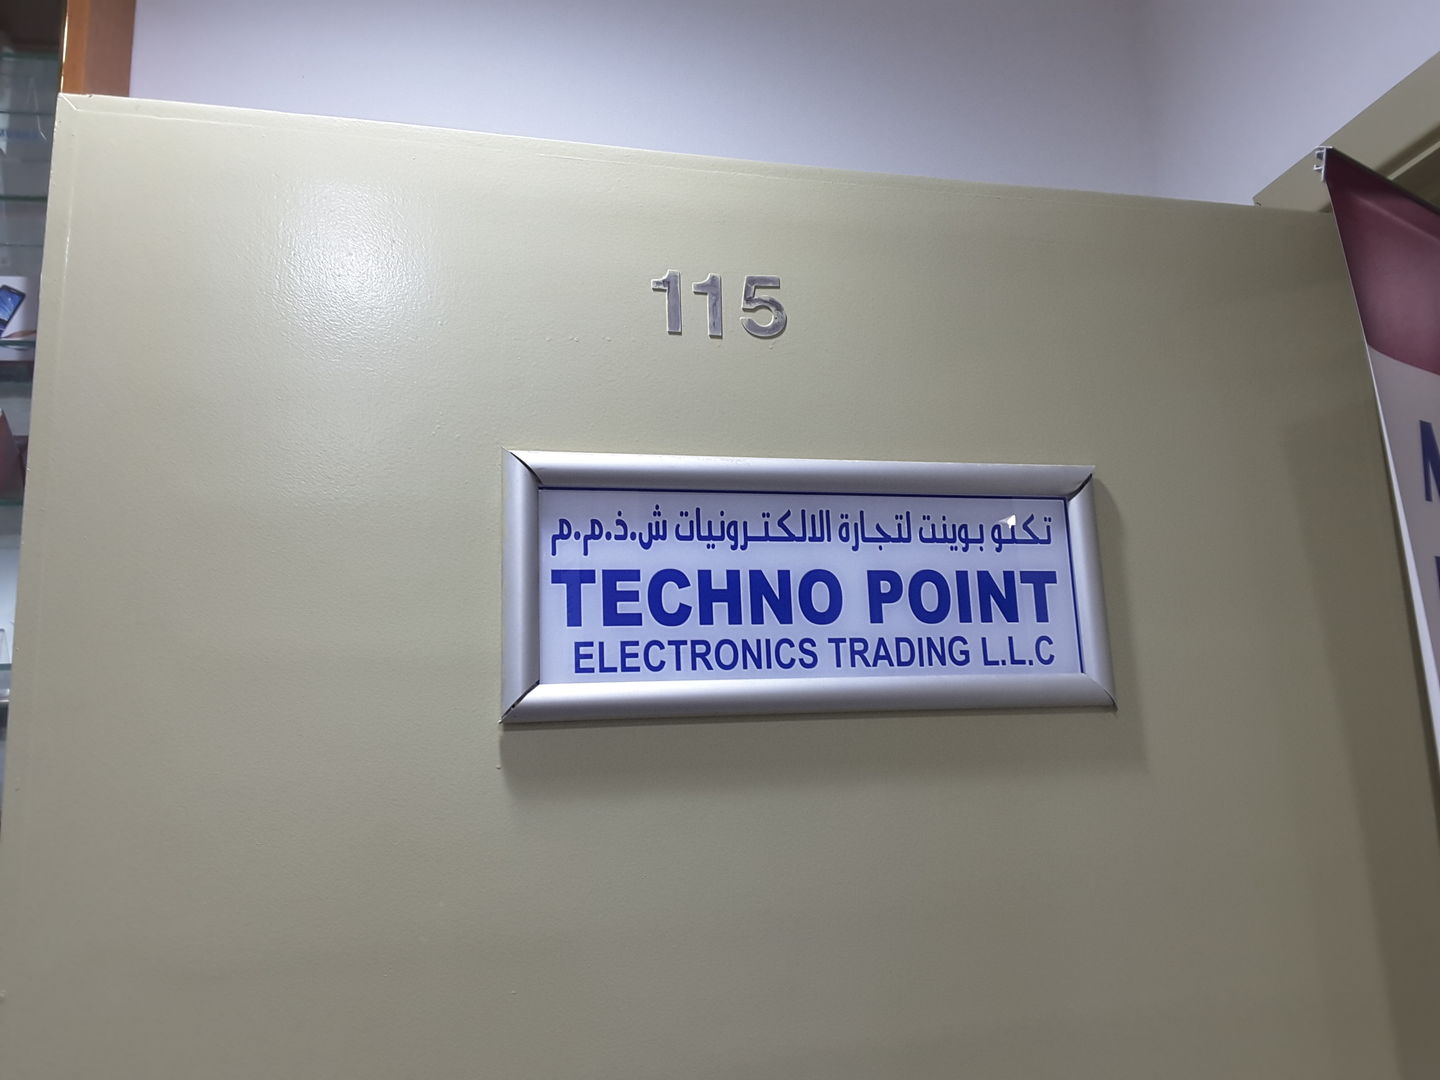 115
تكنو بوينت لتجارة الالكترونيات ش.ذ.م.م
TECHNO POINT
ELECTRONICS TRADING L.L.C